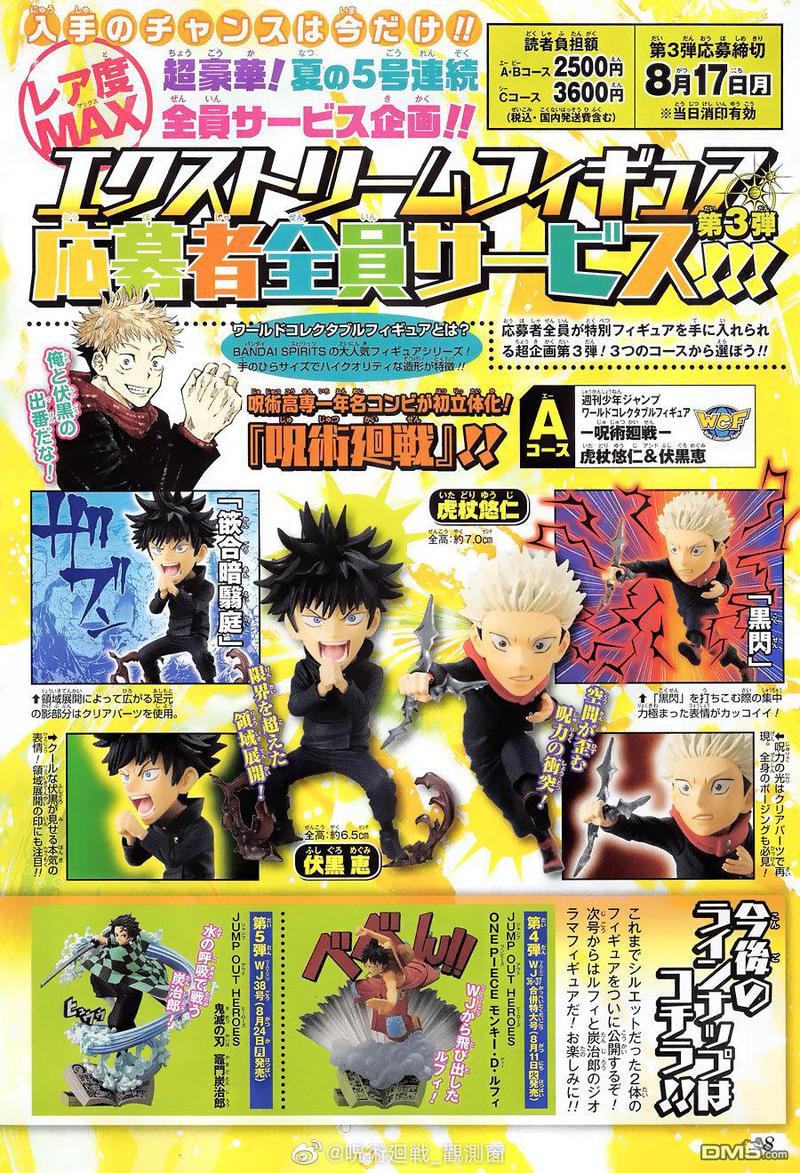 入手のチャンスは今だけ!!
レア度
MAX
超豪華!夏の5号連続
全員サービス企画!!
読者負担額
A・Bコース 2500円
Cコース 3600円
(税込・国内発送費含む)
第3弾応募締切
8月17日月
※当日消印有効
エクストリームフィギュア
応募者全員サービス!!!
第3弾
俺と伏黒の
出番だな!
ワールドコレクタブルフィギュアとは?
BANDAI SPIRITSの大人気フィギュアシリーズ!
手のひらサイズでハイクオリティな造形が特徴!!
応募者全員が特別フィギュアを手に入れられ
る超企画第3弾!3つのコースから選ぼう!!
呪術高専一年名コンビが初立体化!
『呪術廻戦』!!
A
コース
週刊少年ジャンプ
ワールドコレクタブルフィギュア
ー呪術廻戦ー
虎杖悠仁&伏黒恵
WCF
ザザブン
「嵌合暗翳庭」
虎杖悠仁
全高:約7.0センチ
「黒閃」
⬆領域展開によって広がる足元
の影部分はクリアパーツを使用。
限界を超えた
領域展開!
空間が歪む
呪力の衝突!
⬆「黒閃」を打ちこむ際の集中
力極まった表情がカッコイイ!
➡クールな伏黒が見せる本気の
表情!領域展開の印にも注目!!
全高:約6.5センチ
伏黒 恵
➡呪力の光はクリアパーツで再
現。全身のポージングも必見!
今後の
ラインナップは
コチラ!!
これまでシルエットだった2体の
フィギュアをついに公開するぞ!
次号からはルフィと炭治郎のジオ
ラマフィギュアだ!お楽しみに!!
第4弾 WJ36・37合併特大号(8月11日火発売)
JUMP OUT HEROES
ONE PIECE モンキー・D・ルフィ
WJから飛び出した
ルフィ!
第5弾 WJ38号(8月24日月発売)
JUMP OUT HEROES
鬼滅の刃 竈門炭治郎
水の呼吸で戦う
炭治郎!
@呪術廻戦_觀測窗
8
DM5.com